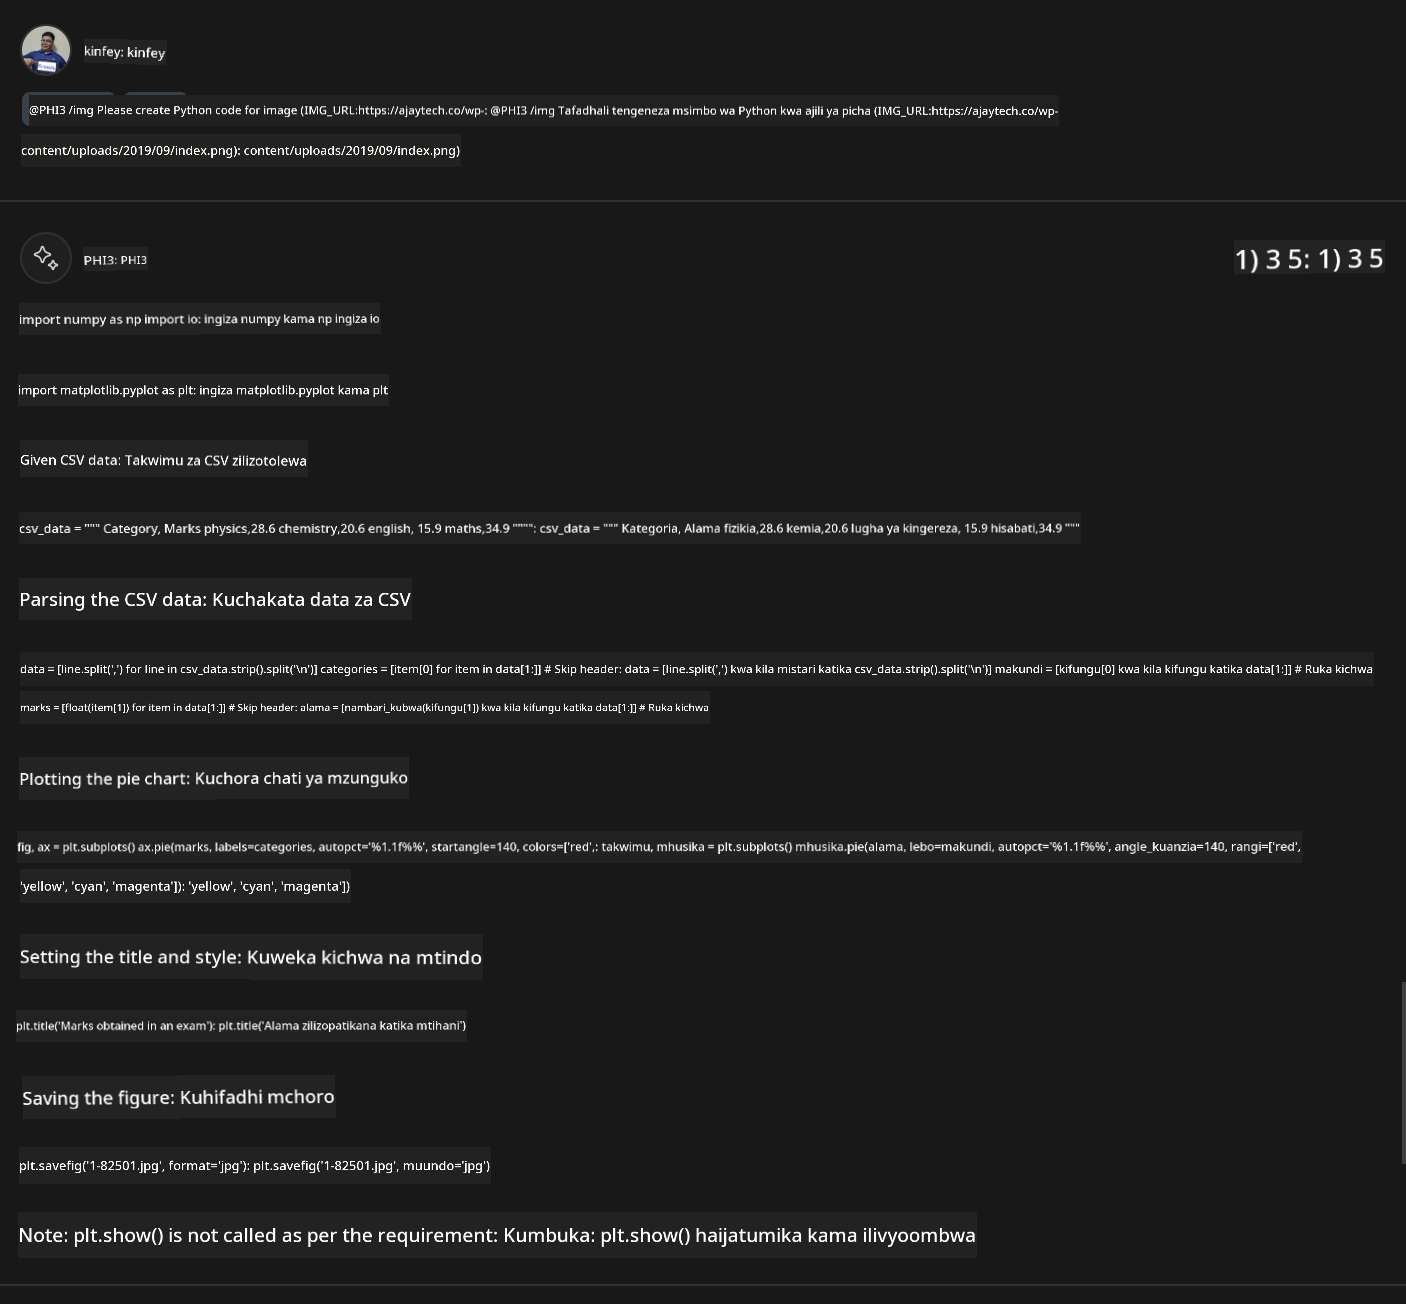 kinfey: kinfey
@PHI3 /img Please create Python code for image (IMG_URL:https://ajaytech.co/wp-: @PHI3 /img Tafadhali tengeneza msimbo wa Python kwa ajili ya picha (IMG_URL:https://ajaytech.co/wp-
content/uploads/2019/09/index.png): content/uploads/2019/09/index.png)
PHI3: PHI3
1) 3 5: 1) 3 5
import numpy as np import io: ingiza numpy kama np ingiza io
import matplotlib.pyplot as plt: ingiza matplotlib.pyplot kama plt
Given CSV data: Takwimu za CSV zilizotolewa
csv_data = """ Category, Marks physics,28.6 chemistry,20.6 english, 15.9 maths,34.9 """": csv_data = """ Kategoria, Alama fizikia,28.6 kemia,20.6 lugha ya kingereza, 15.9 hisabati,34.9 """
Parsing the CSV data: Kuchakata data za CSV
data = [line.split(',') for line in csv_data.strip().split('\n')] categories = [item[0] for item in data[1:]] # Skip header: data = [line.split(',') kwa kila mistari katika csv_data.strip().split('\n')] makundi = [kifungu[0] kwa kila kifungu katika data[1:]] # Ruka kichwa
marks = [float(item[1]) for item in data[1:]] # Skip header: alama = [nambari_kubwa(kifungu[1]) kwa kila kifungu katika data[1:]] # Ruka kichwa
Plotting the pie chart: Kuchora chati ya mzunguko
fig, ax = plt.subplots() ax.pie(marks, labels=categories, autopct='%1.1f%%', startangle=140, colors=['red',: takwimu, mhusika = plt.subplots() mhusika.pie(alama, lebo=makundi, autopct='%1.1f%%', angle_kuanzia=140, rangi=['red',
'yellow', 'cyan', 'magenta']): 'yellow', 'cyan', 'magenta'])
Setting the title and style: Kuweka kichwa na mtindo
plt.title('Marks obtained in an exam'): plt.title('Alama zilizopatikana katika mtihani')
Saving the figure: Kuhifadhi mchoro
plt.savefig('1-82501.jpg', format='jpg'): plt.savefig('1-82501.jpg', muundo='jpg')
Note: plt.show() is not called as per the requirement: Kumbuka: plt.show() haijatumika kama ilivyoombwa